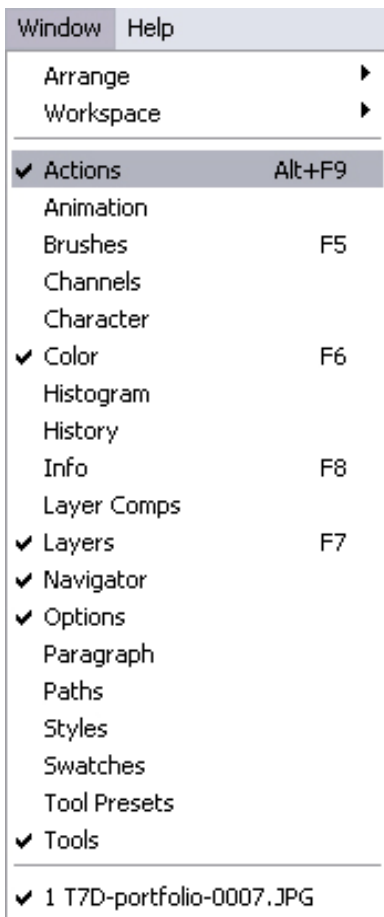 Window Help
Arrange
Workspace
Actions Alt+F9
Animation
Brushes F5
Channels
Character
Color F6
Histogram
History
Info F8
Layer Comps
Layers F7
Navigator
Options
Paragraph
Paths
Styles
Swatches
Tool Presets
Tools
1 T7D-portfolio-0007.JPG